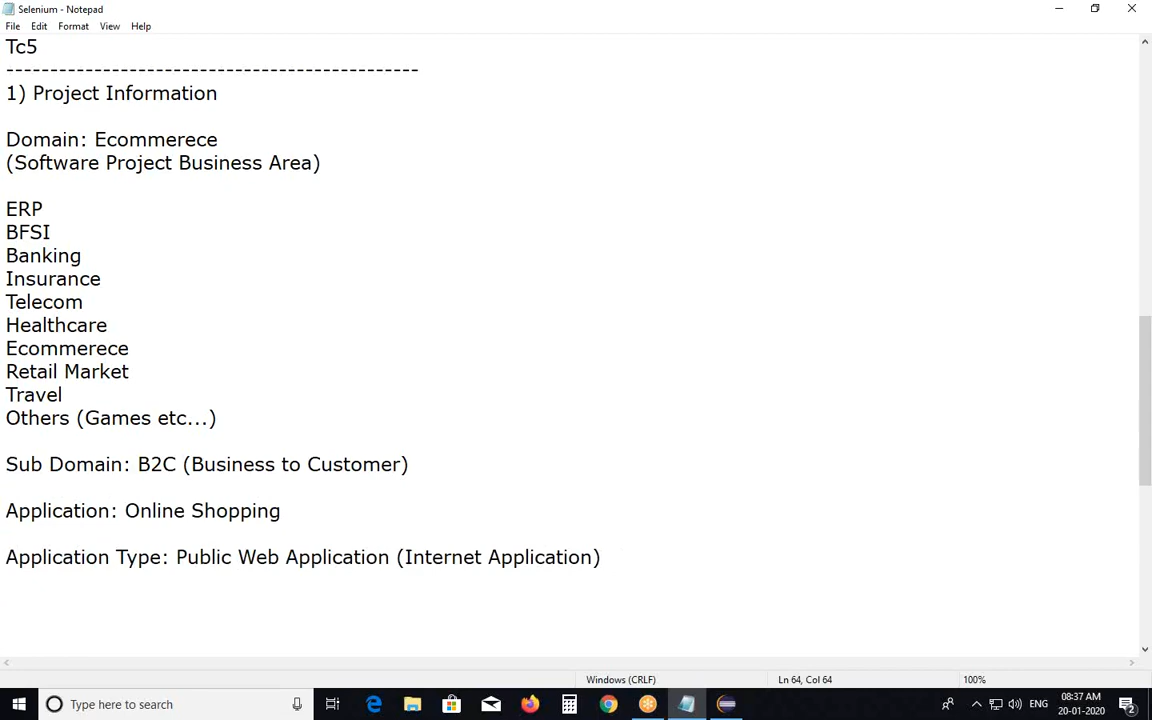 Selenium - Notepad
File Edit Format View Help
Tc5
-----------------------------------------------
1) Project Information
Domain: Ecommerece
(Software Project Business Area)
ERP
BFSI
Banking
Insurance
Telecom
Healthcare
Ecommerece
Retail Market
Travel
Others (Games etc...)
Sub Domain: B2C (Business to Customer)
Application: Online Shopping
Application Type: Public Web Application (Internet Application)
Windows (CRLF) Ln 64, Col 64 100%
Type here to search
ENG
08:37 AM
20-01-2020
2